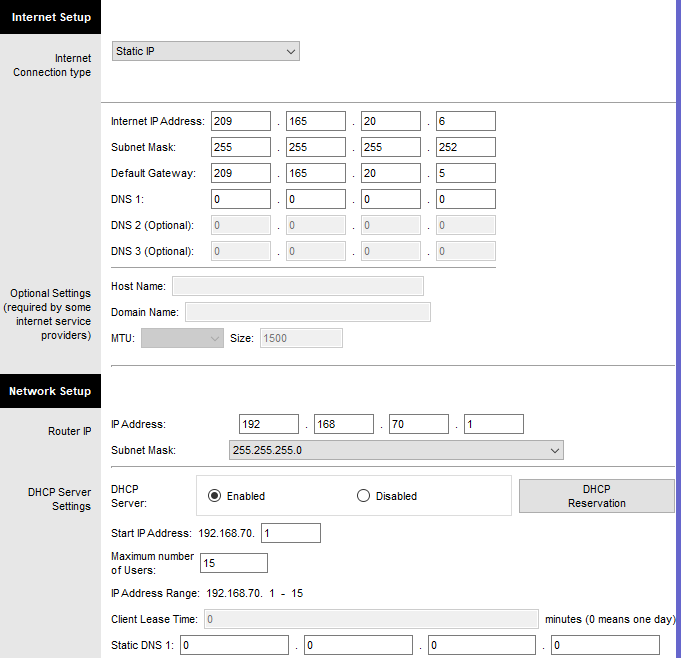 Internet Setup
Internet
Connection type
Static IP
Internet IP Address: 209 . 165 . 20 . 6
Subnet Mask: 255 . 255 . 255 . 252
Default Gateway: 209 . 165 . 20 . 5
DNS 1: 0 . 0 . 0 . 0
DNS 2 (Optional): 0 . 0 . 0 . 0
DNS 3 (Optional): 0 . 0 . 0 . 0
Optional Settings
(required by some
internet service
providers)
Host Name:
Domain Name:
MTU: Size: 1500
Network Setup
Router IP
IP Address: 192 . 168 . 70 . 1
Subnet Mask: 255.255.255.0
DHCP Server
Settings
DHCP
Server:
Enabled Disabled
DHCP
Reservation
Start IP Address: 192.168.70. 1
Maximum number
of Users:
15
IP Address Range: 192.168.70. 1 - 15
Client Lease Time: 0 minutes (0 means one day)
Static DNS 1: 0 . 0 . 0 . 0